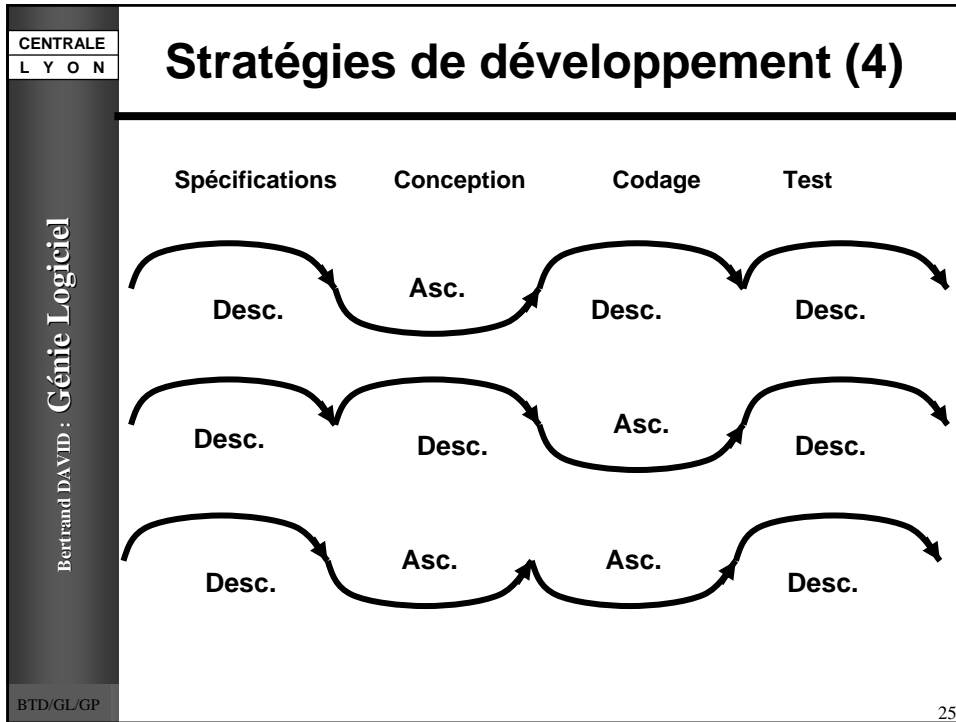 CENTRALE
L Y O N
Stratégies de développement (4)
Spécifications Conception Codage Test
Desc. Asc. Desc. Desc.
Desc. Desc. Asc. Desc.
Desc. Asc. Asc. Desc.
Bertrand DAVID : Génie Logiciel
BTD/GL/GP
25